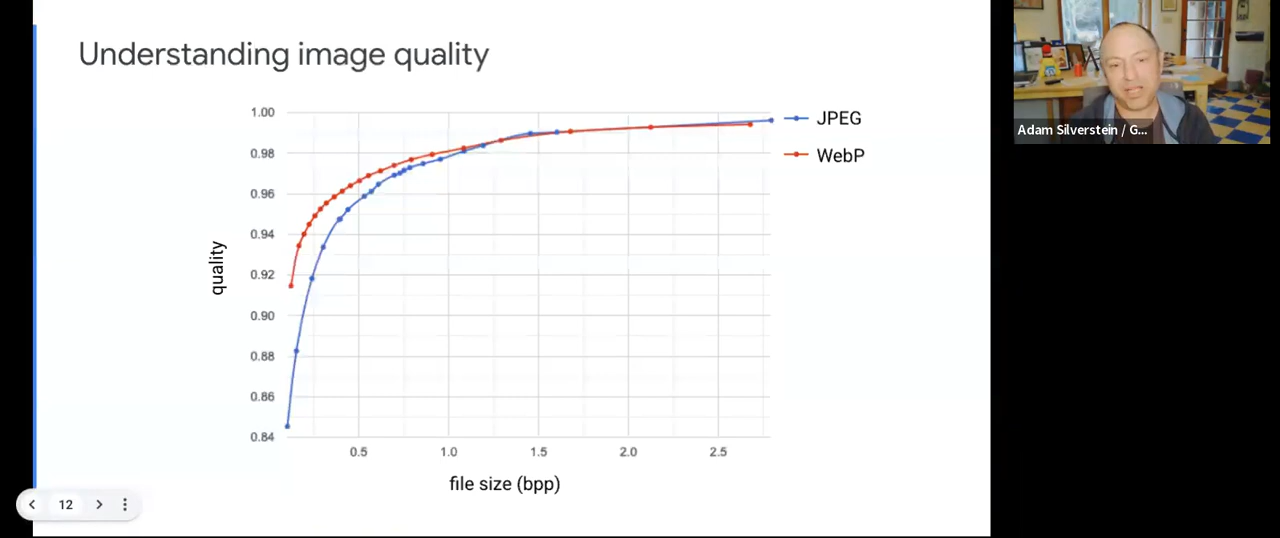 Understanding image quality
1.00
0.98
0.96
0.94
0.92
0.90
0.88
0.86
0.84
quality
0.5
1.0
1.5
2.0
2.5
file size (bpp)
JPEG
WebP
12
Adam Silverstein / G...